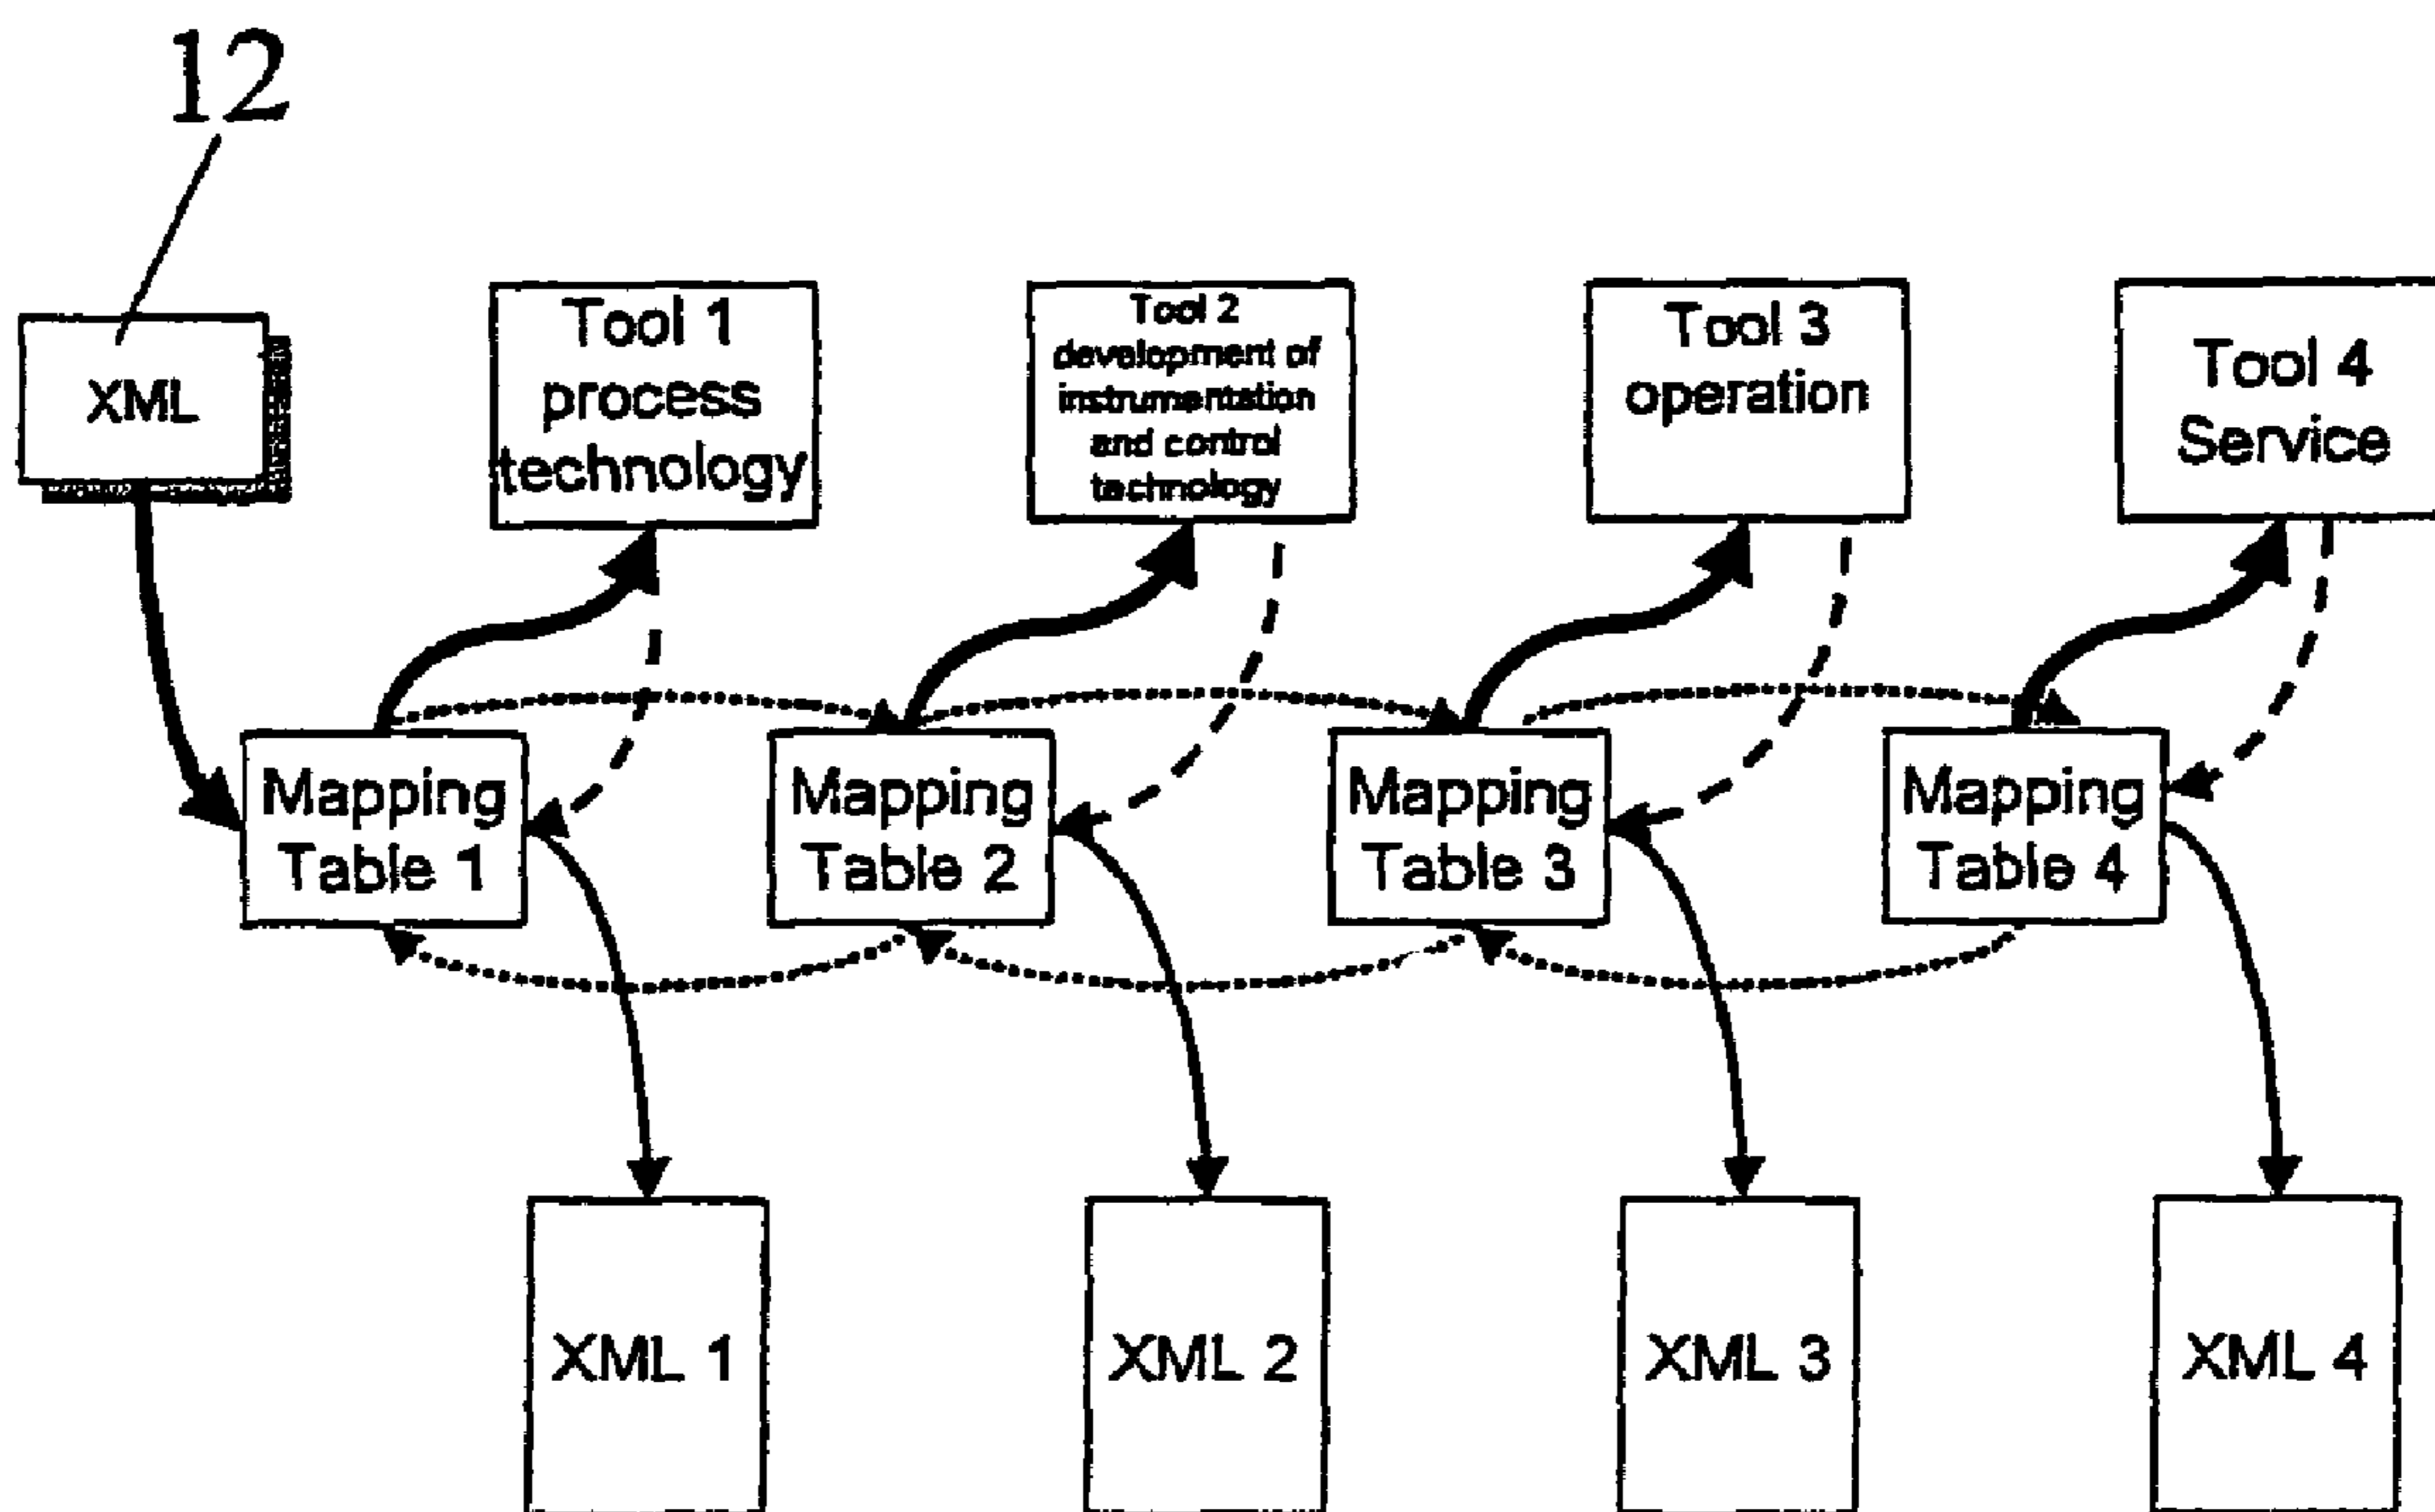 12
XML
Tool 1
process
technology
Tool 2
development of
instrumentation
and control
technology
Tool 3
operation
Tool 4
Service
Mapping
Table 1
Mapping
Table 2
Mapping
Table 3
Mapping
Table 4
XML 1
XML 2
XML 3
XML 4